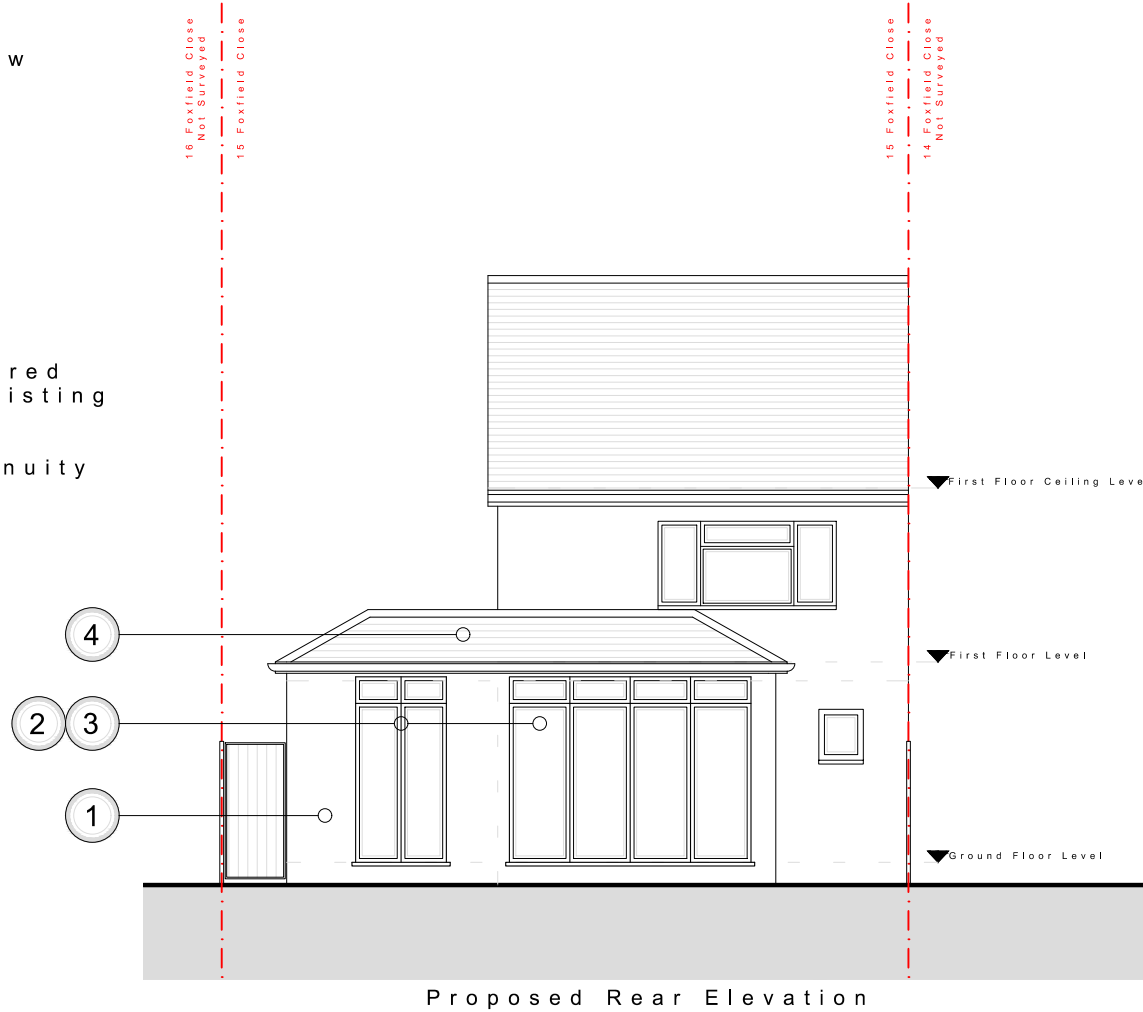 16 Foxfield Close
Not Surveyed
15 Foxfield Close
15 Foxfield Close
14 Foxfield Close
Not Surveyed
w
red
isting
nuity
First Floor Ceiling Leve
4
First Floor Level
2 3
1
Ground Floor Level
Proposed Rear Elevation